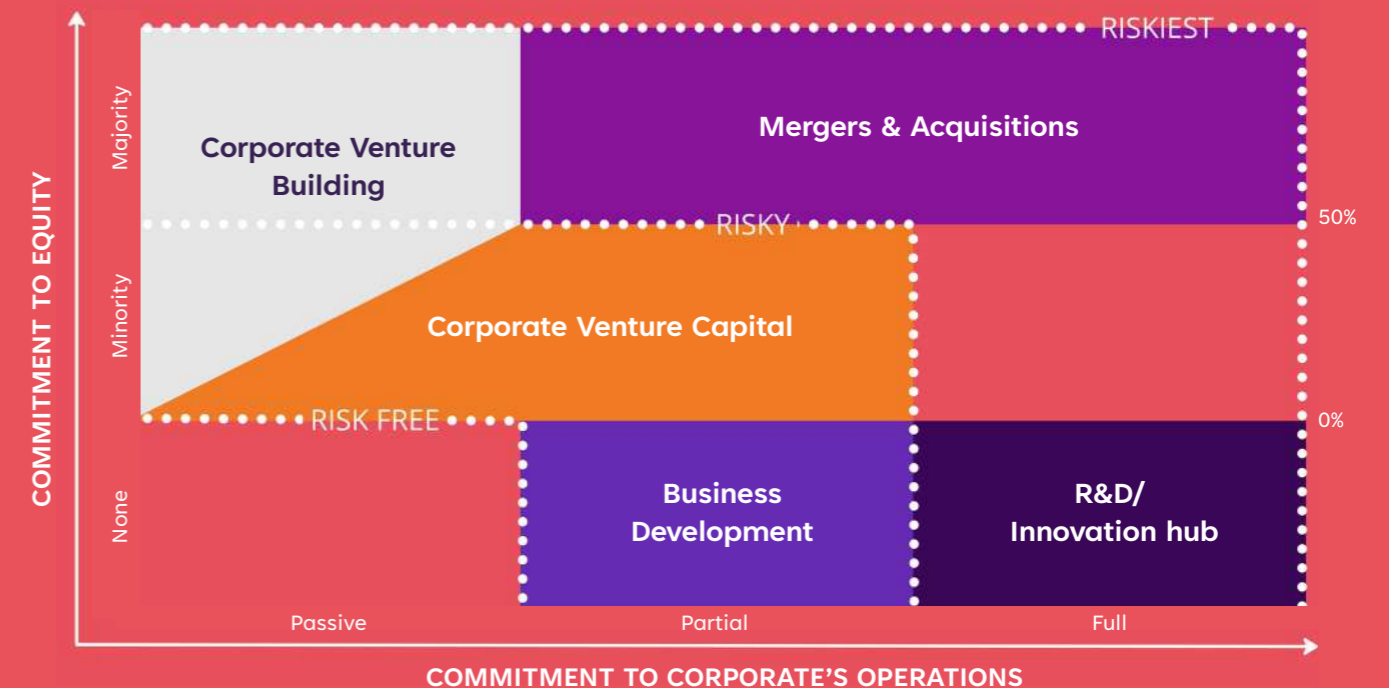 RISKIEST
Majority
Mergers & Acquisitions
Corporate Venture
Building
COMMITMENT TO EQUITY
50%
RISKY
Minority
Corporate Venture Capital
RISK FREE
0%
None
Business
Development
R&D/
Innovation hub
Passive
Partial
Full
COMMITMENT TO CORPORATE'S OPERATIONS